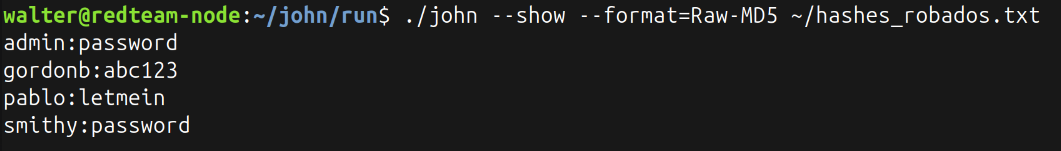 walter@redteam-node:~/john/run$ ./john --show --format=Raw-MD5 ~/hashes_robados.txt
admin:password
gordonb:abc123
pablo:letmein
smithy:password